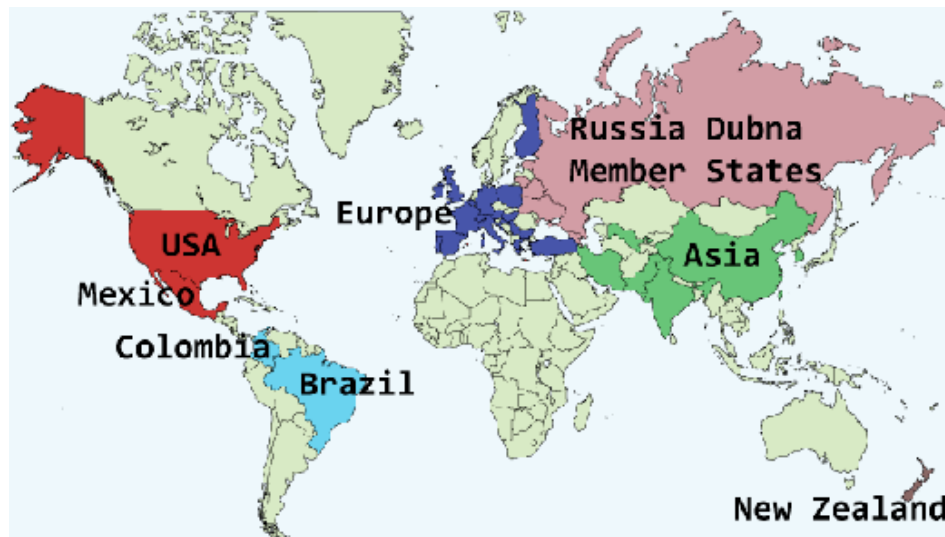 Russia Dubna
Member States
Europe
USA
Asia
Mexico
Colombia
Brazil
New Zealand